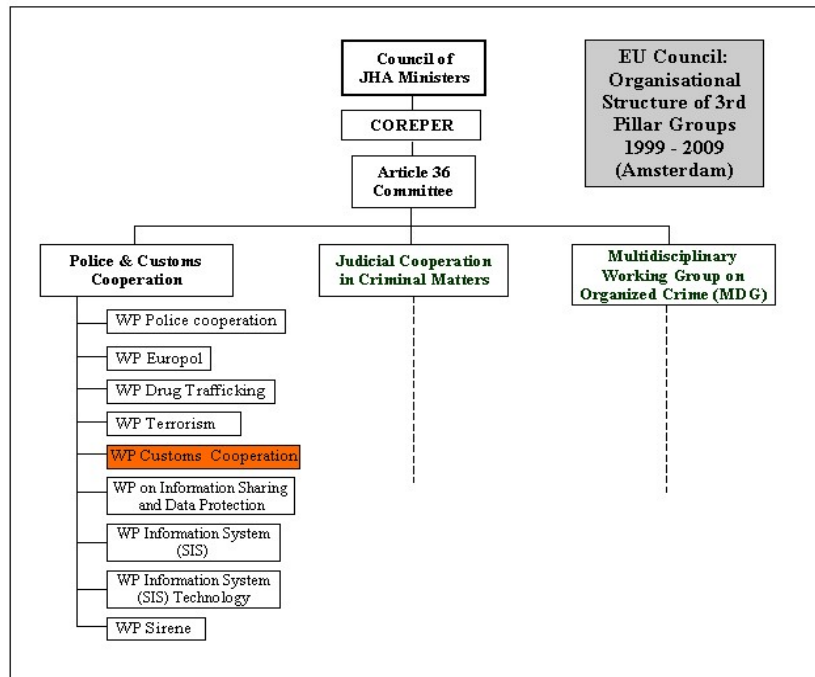 Council of
JHA Ministers
EU Council:
Organisational
Structure of 3rd
Pillar Groups
1999 - 2009
(Amsterdam)
COREPER
Article 36
Committee
Police & Customs
Cooperation
Judicial Cooperation
in Criminal Matters
Multidisciplinary
Working Group on
Organized Crime (MDG)
WP Police cooperation
WP Europol
WP Drug Trafficking
WP Terrorism
WP Customs Cooperation
WP on Information Sharing
and Data Protection
WP Information System
(SIS)
WP Information System
(SIS) Technology
WP Sirene